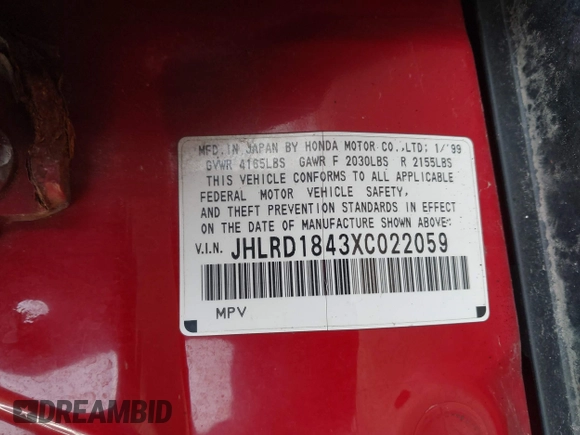 MFD. IN JAPAN BY HONDA MOTOR CO.,LTD; 1/'99
GVWR 4165LBS GAWR F 2030LBS R 2155LBS
THIS VEHICLE CONFORMS TO ALL APPLICABLE
FEDERAL MOTOR VEHICLE SAFETY,
AND THEFT PREVENTION STANDARDS IN EFFECT
ON THE DATE OF MANUFACTURE SHOWN ABOVE.
V.I.N. JHLRD1843XC022059
MPV
DREAMBID